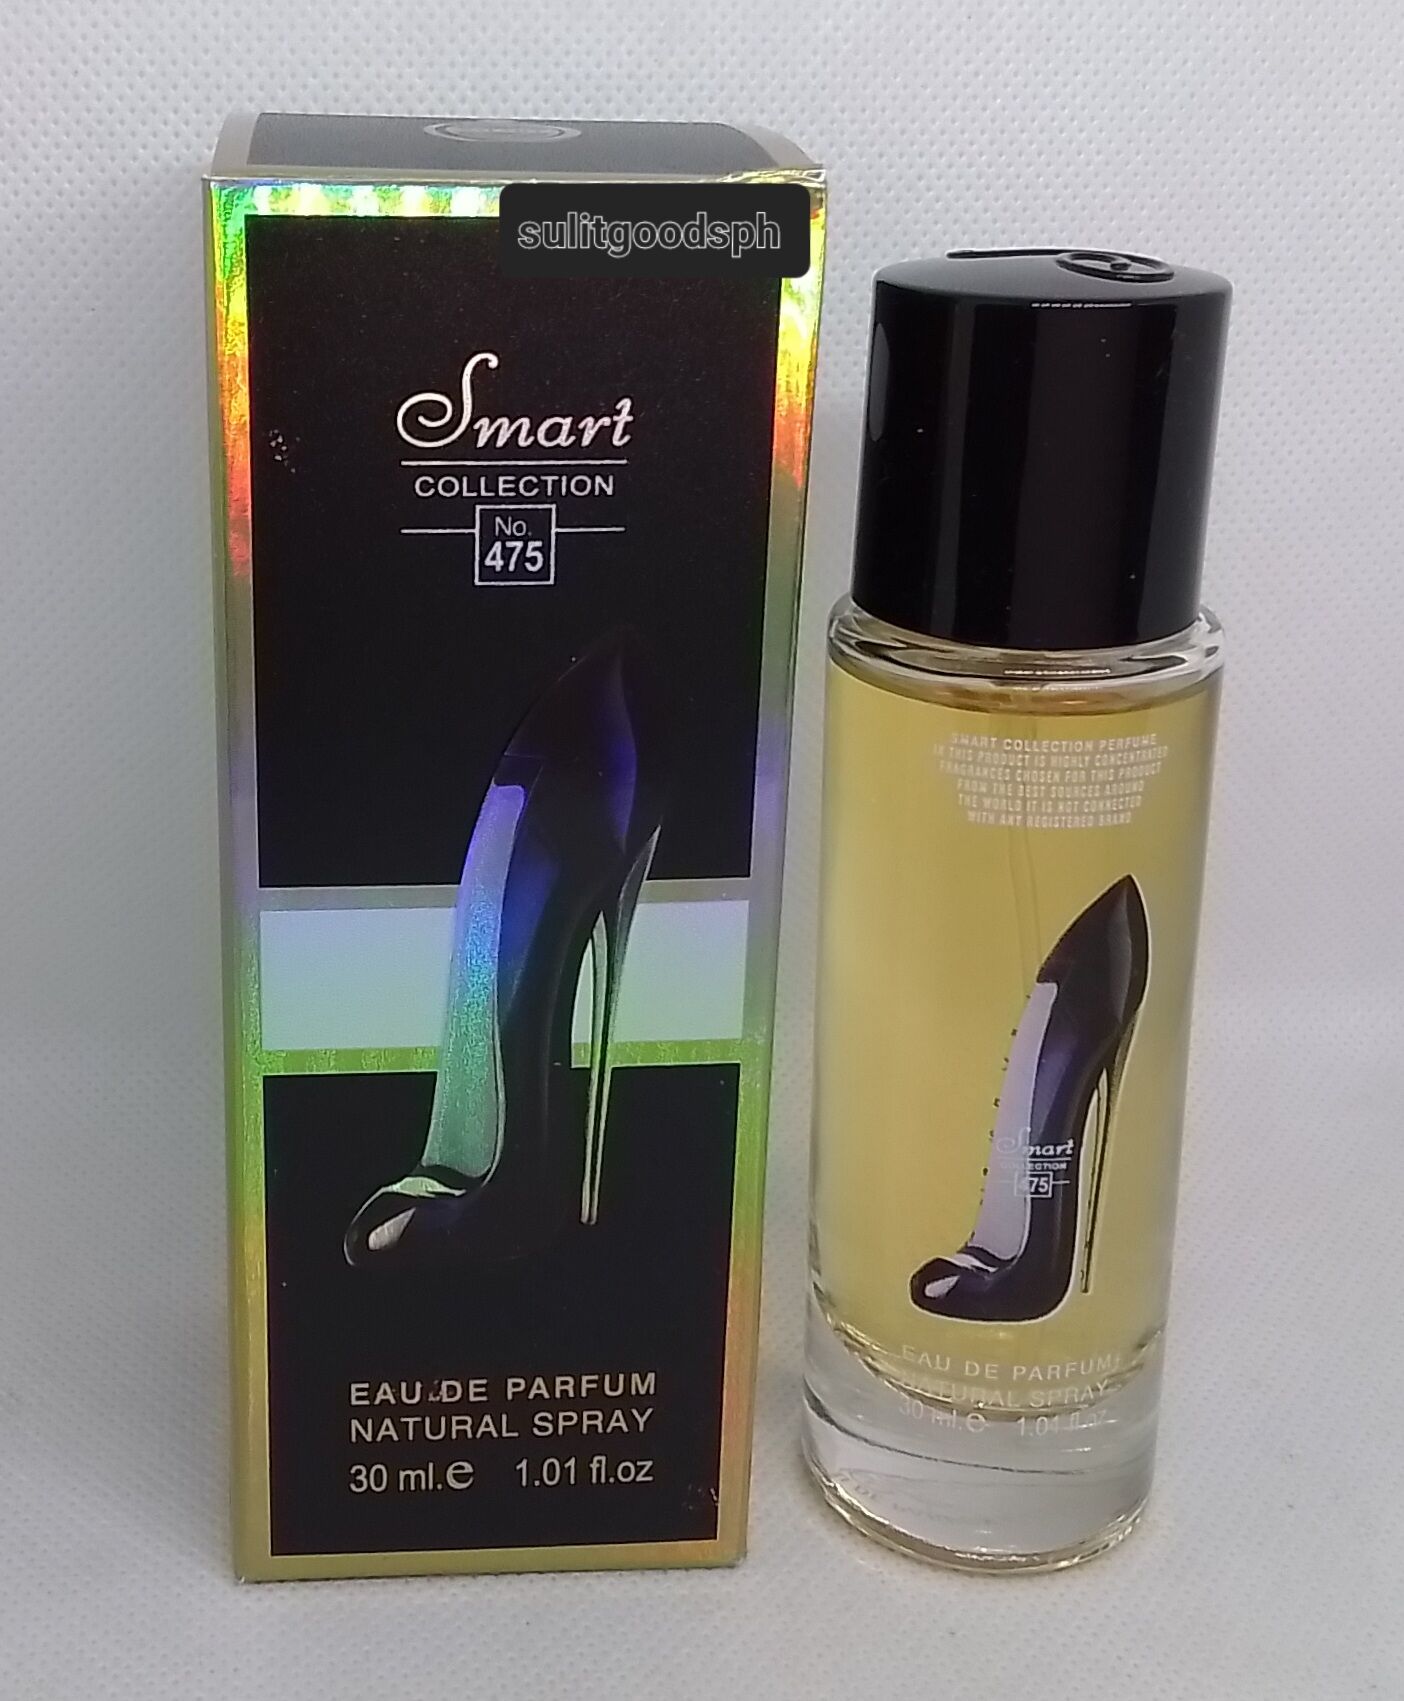 sulitgoodsph
Smart
COLLECTION
No.
475
EAU DE PARFUM
NATURAL SPRAY
30 ml.e 1.01 fl.oz
SMART COLLECTION PERFUME
IN THIS PRODUCT IS HIGHLY CONCENTRATED
FRAGRANCES CHOSEN FOR THIS PRODUCT
FROM THE BEST SOURCES AROUND
THE WORLD IT IS NOT CONNECTED
WITH ANY REGISTERED BRAND
Smart
COLLECTION
475
EAU DE PARFUM
NATURAL SPRAY
30 ml.e 1.01 fl.oz